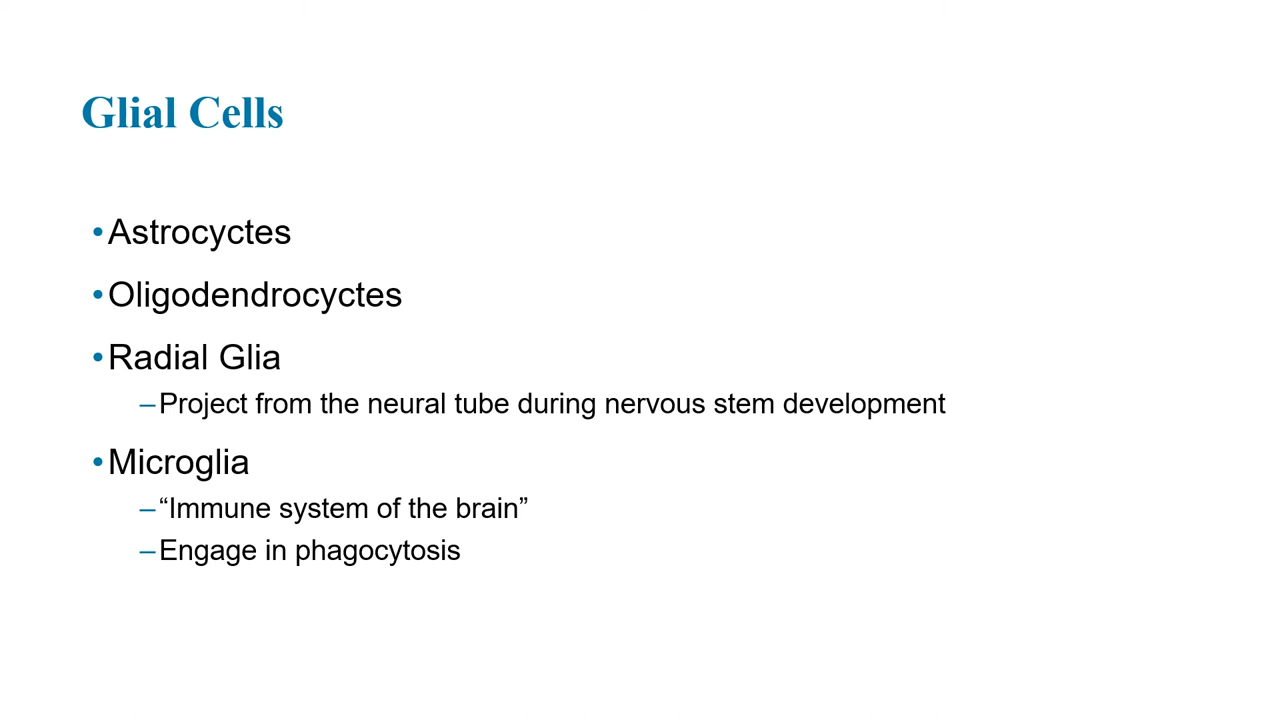 Glial Cells
•Astrocyctes
•Oligodendrocyctes
•Radial Glia
–Project from the neural tube during nervous stem development
•Microglia
–“Immune system of the brain”
–Engage in phagocytosis